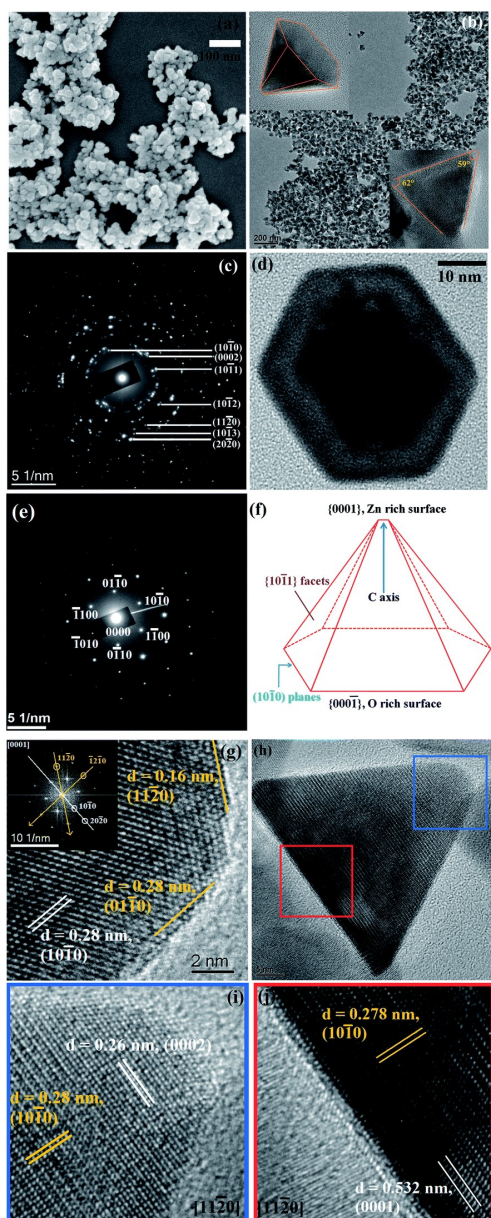 (a)
100 nm
(b)
59°
62°
200 nm
(c)
(101̅0)
(0002)
(101̅1)
(101̅2)
(112̅0)
(101̅3)
(202̅0)
5 1/nm
(d)
10 nm
(e)
011̅0
101̅0
1̅100
0000
11̅00
1̅010
01̅10
5 1/nm
(f)
{0001}, Zn rich surface
{101̅1} facets
C axis
(101̅0) planes
{0001̅}, O rich surface
(g)
[0001]
112̅0
1̅21̅0
101̅0
202̅0
10 1/nm
d = 0.16 nm,
(112̅0)
d = 0.28 nm,
(011̅0)
d = 0.28 nm,
(101̅0)
2 nm
(h)
(i)
d = 0.26 nm, (0002)
d = 0.28 nm,
(101̅0)
[112̅0]
(j)
d = 0.278 nm,
(101̅0)
d = 0.532 nm,
(0001)
[112̅0]